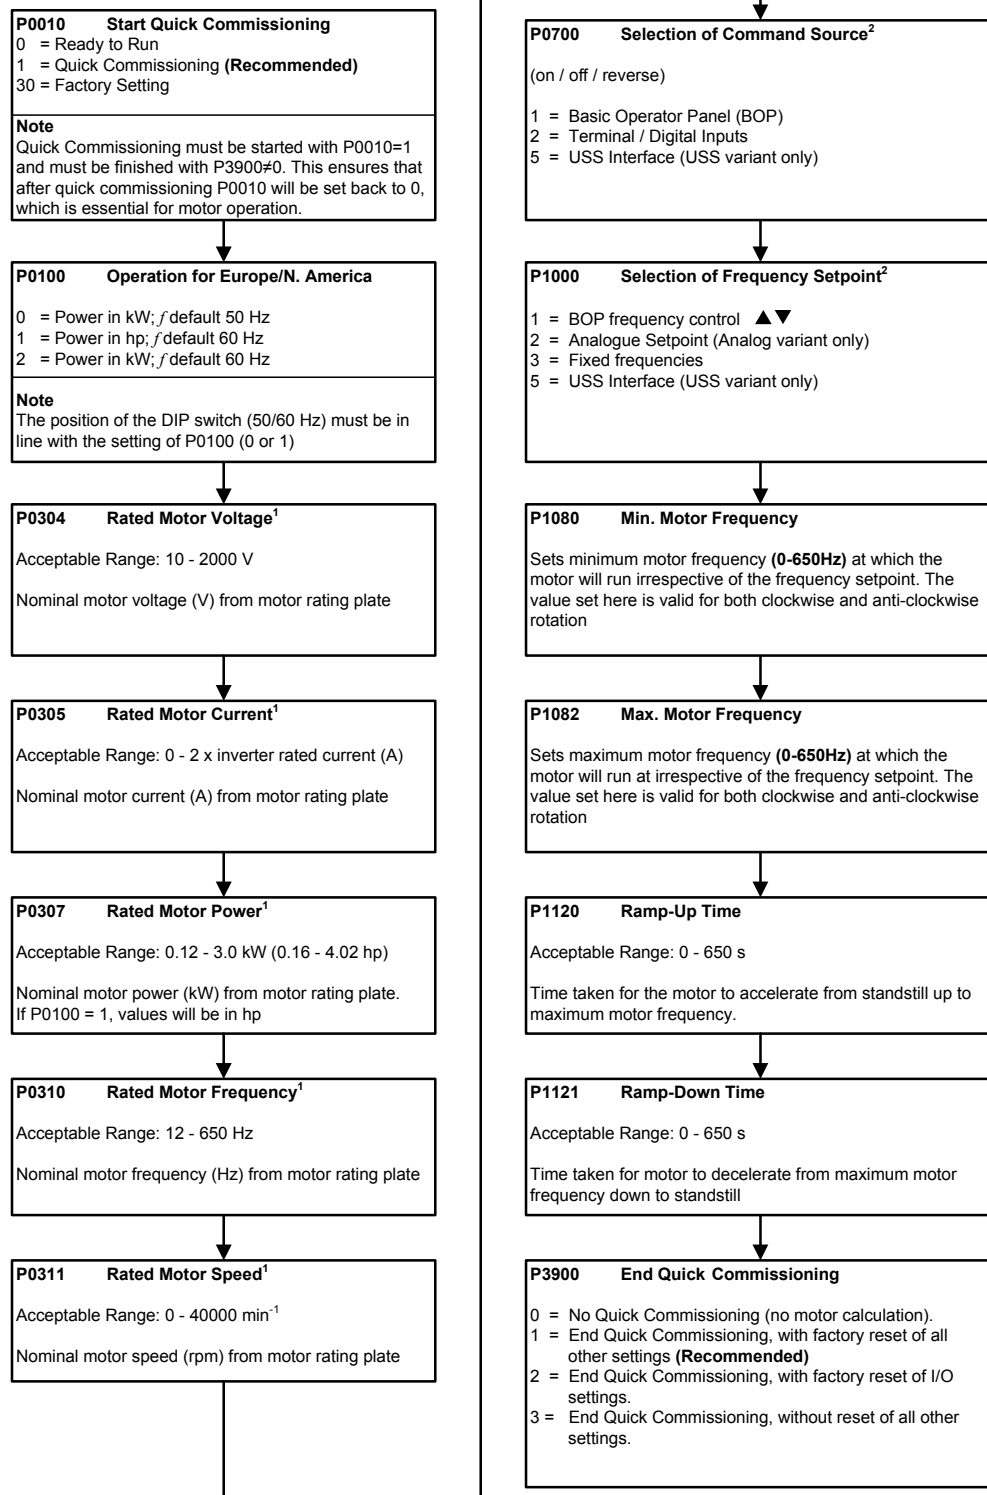 P0010 Start Quick Commissioning
0 = Ready to Run
1 = Quick Commissioning (Recommended)
30 = Factory Setting
Note
Quick Commissioning must be started with P0010=1
and must be finished with P3900≠0. This ensures that
after quick commissioning P0010 will be set back to 0,
which is essential for motor operation.
P0100 Operation for Europe/N. America
0 = Power in kW; f default 50 Hz
1 = Power in hp; f default 60 Hz
2 = Power in kW; f default 60 Hz
Note
The position of the DIP switch (50/60 Hz) must be in
line with the setting of P0100 (0 or 1)
P0304 Rated Motor Voltage¹
Acceptable Range: 10 - 2000 V
Nominal motor voltage (V) from motor rating plate
P0305 Rated Motor Current¹
Acceptable Range: 0 - 2 x inverter rated current (A)
Nominal motor current (A) from motor rating plate
P0307 Rated Motor Power¹
Acceptable Range: 0.12 - 3.0 kW (0.16 - 4.02 hp)
Nominal motor power (kW) from motor rating plate.
If P0100 = 1, values will be in hp
P0310 Rated Motor Frequency¹
Acceptable Range: 12 - 650 Hz
Nominal motor frequency (Hz) from motor rating plate
P0311 Rated Motor Speed¹
Acceptable Range: 0 - 40000 min⁻¹
Nominal motor speed (rpm) from motor rating plate
P0700 Selection of Command Source²
(on / off / reverse)
1 = Basic Operator Panel (BOP)
2 = Terminal / Digital Inputs
5 = USS Interface (USS variant only)
P1000 Selection of Frequency Setpoint²
1 = BOP frequency control ▲▼
2 = Analogue Setpoint (Analog variant only)
3 = Fixed frequencies
5 = USS Interface (USS variant only)
P1080 Min. Motor Frequency
Sets minimum motor frequency (0-650Hz) at which the
motor will run irrespective of the frequency setpoint. The
value set here is valid for both clockwise and anti-clockwise
rotation
P1082 Max. Motor Frequency
Sets maximum motor frequency (0-650Hz) at which the
motor will run at irrespective of the frequency setpoint. The
value set here is valid for both clockwise and anti-clockwise
rotation
P1120 Ramp-Up Time
Acceptable Range: 0 - 650 s
Time taken for the motor to accelerate from standstill up to
maximum motor frequency.
P1121 Ramp-Down Time
Acceptable Range: 0 - 650 s
Time taken for motor to decelerate from maximum motor
frequency down to standstill
P3900 End Quick Commissioning
0 = No Quick Commissioning (no motor calculation).
1 = End Quick Commissioning, with factory reset of all
other settings (Recommended)
2 = End Quick Commissioning, with factory reset of I/O
settings.
3 = End Quick Commissioning, without reset of all other
settings.